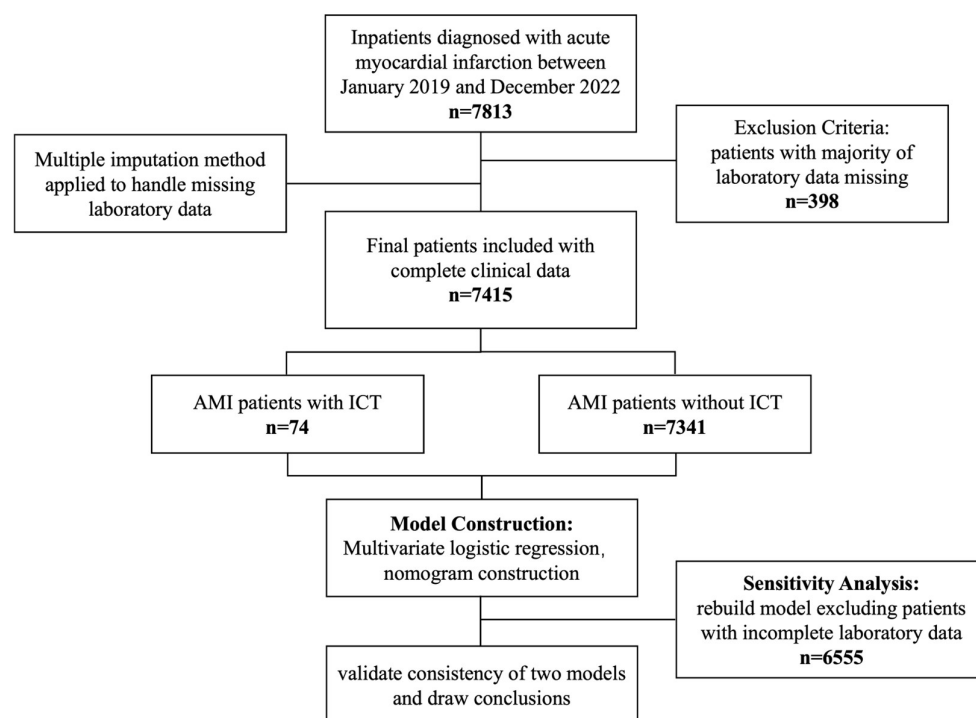 Inpatients diagnosed with acute
myocardial infarction between
January 2019 and December 2022
n=7813
Exclusion Criteria:
patients with majority of
laboratory data missing
n=398
Multiple imputation method
applied to handle missing
laboratory data
Final patients included with
complete clinical data
n=7415
AMI patients with ICT
n=74
AMI patients without ICT
n=7341
Model Construction:
Multivariate logistic regression,
nomogram construction
Sensitivity Analysis:
rebuild model excluding patients
with incomplete laboratory data
n=6555
validate consistency of two models
and draw conclusions